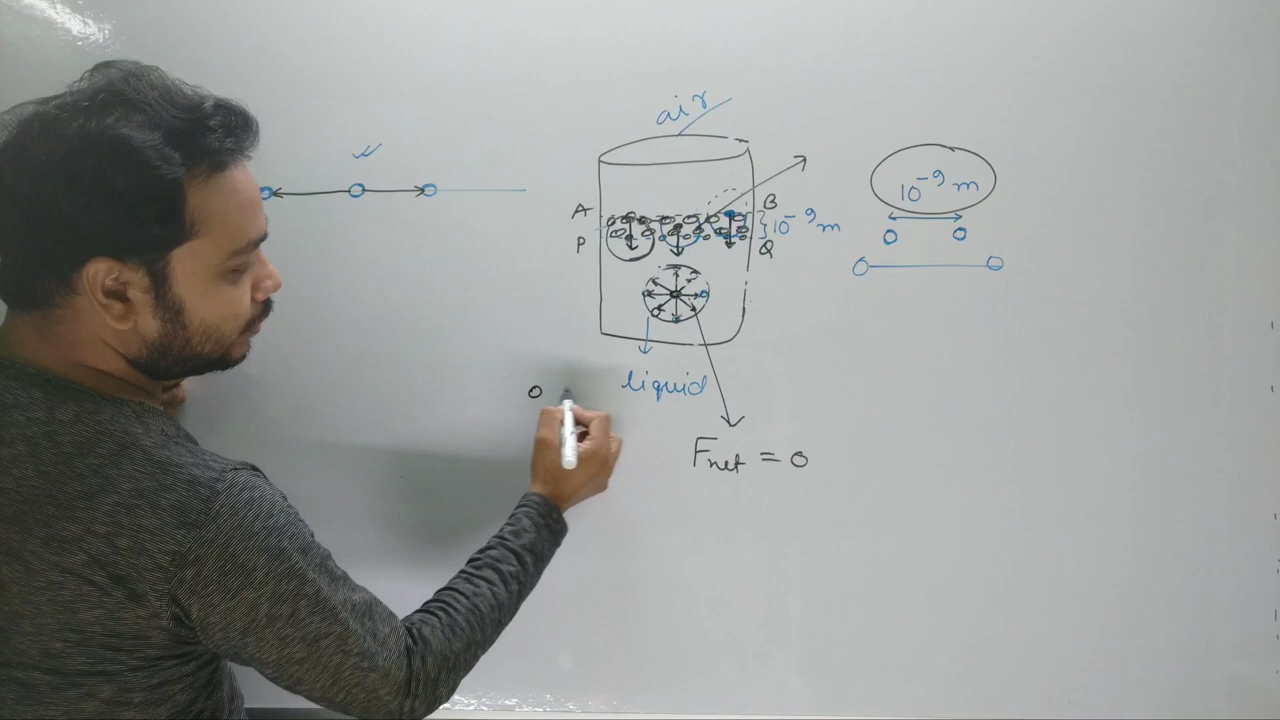 air
A B
P Q
10⁻⁹ m
10⁻⁹ m
liquid
Fnet = 0